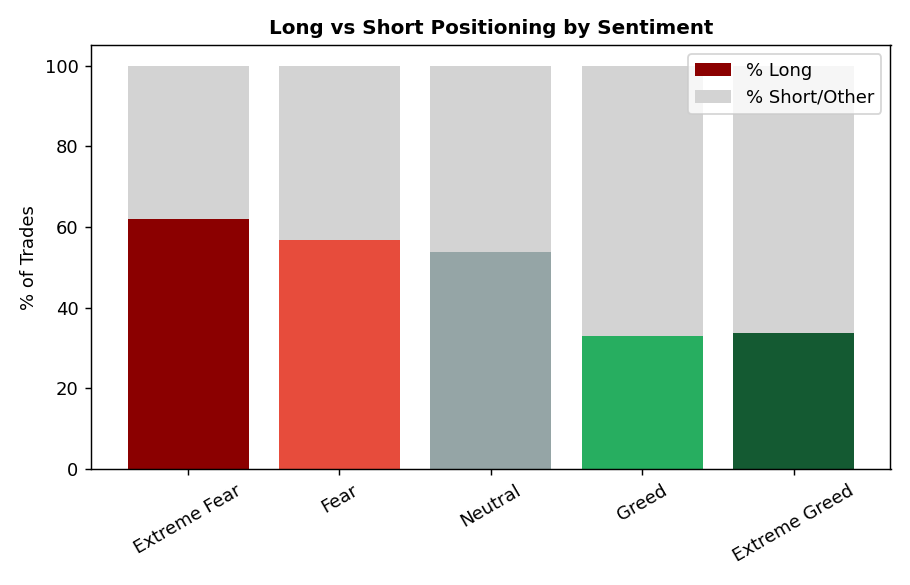 Long vs Short Positioning by Sentiment
% Long
% Short/Other
100
80
60
40
20
0
% of Trades
Extreme Fear
Fear
Neutral
Greed
Extreme Greed